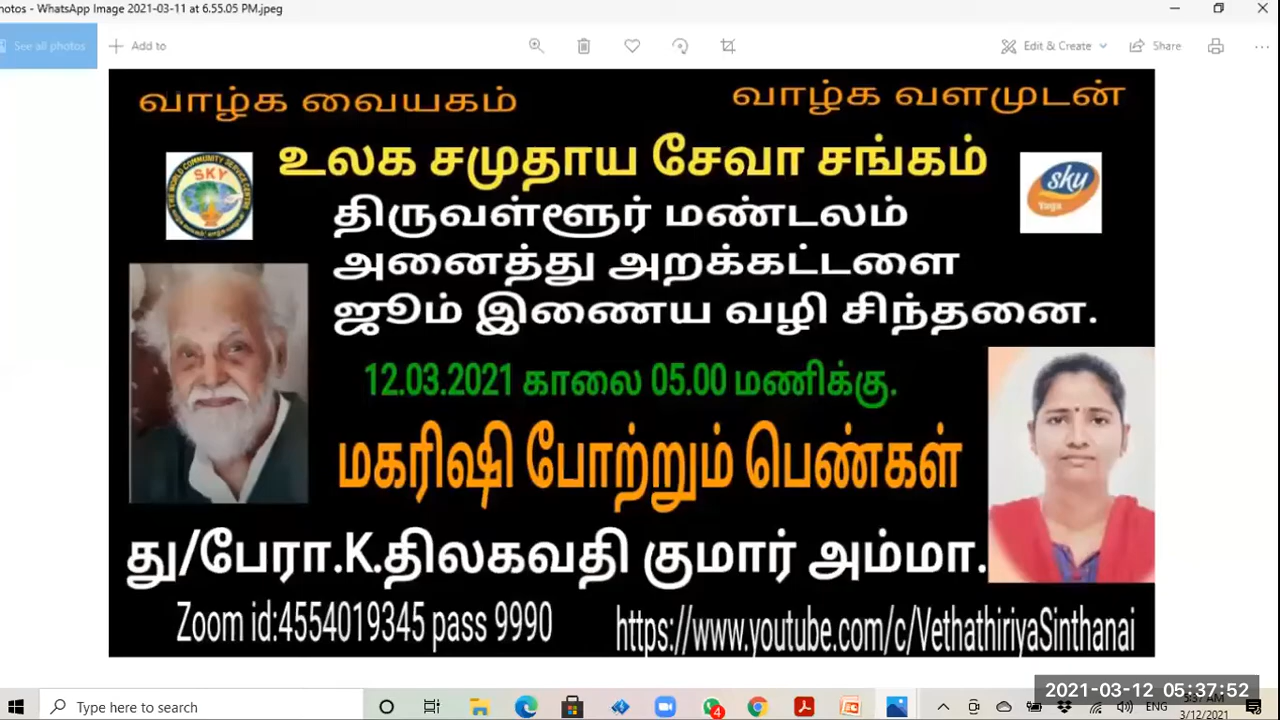 hotos - WhatsApp Image 2021-03-11 at 6.55.05 PM.jpeg
See all photos
Add to
Edit & Create
Share
வாழ்க வையகம்
வாழ்க வளமுடன்
உலக சமுதாய சேவா சங்கம்
SKY
sky
Yoga
திருவள்ளூர் மண்டலம்
அனைத்து அறக்கட்டளை
ஜூம் இணைய வழி சிந்தனை.
12.03.2021 காலை 05.00 மணிக்கு.
மகரிஷி போற்றும் பெண்கள்
து/பேரா.K.திலகவதி குமார் அம்மா.
Zoom id:4554019345 pass 9990
https://www.youtube.com/c/VethathiriyaSinthanai
2021-03-12 05:37:52
Type here to search
4
ENG
3/12/2021